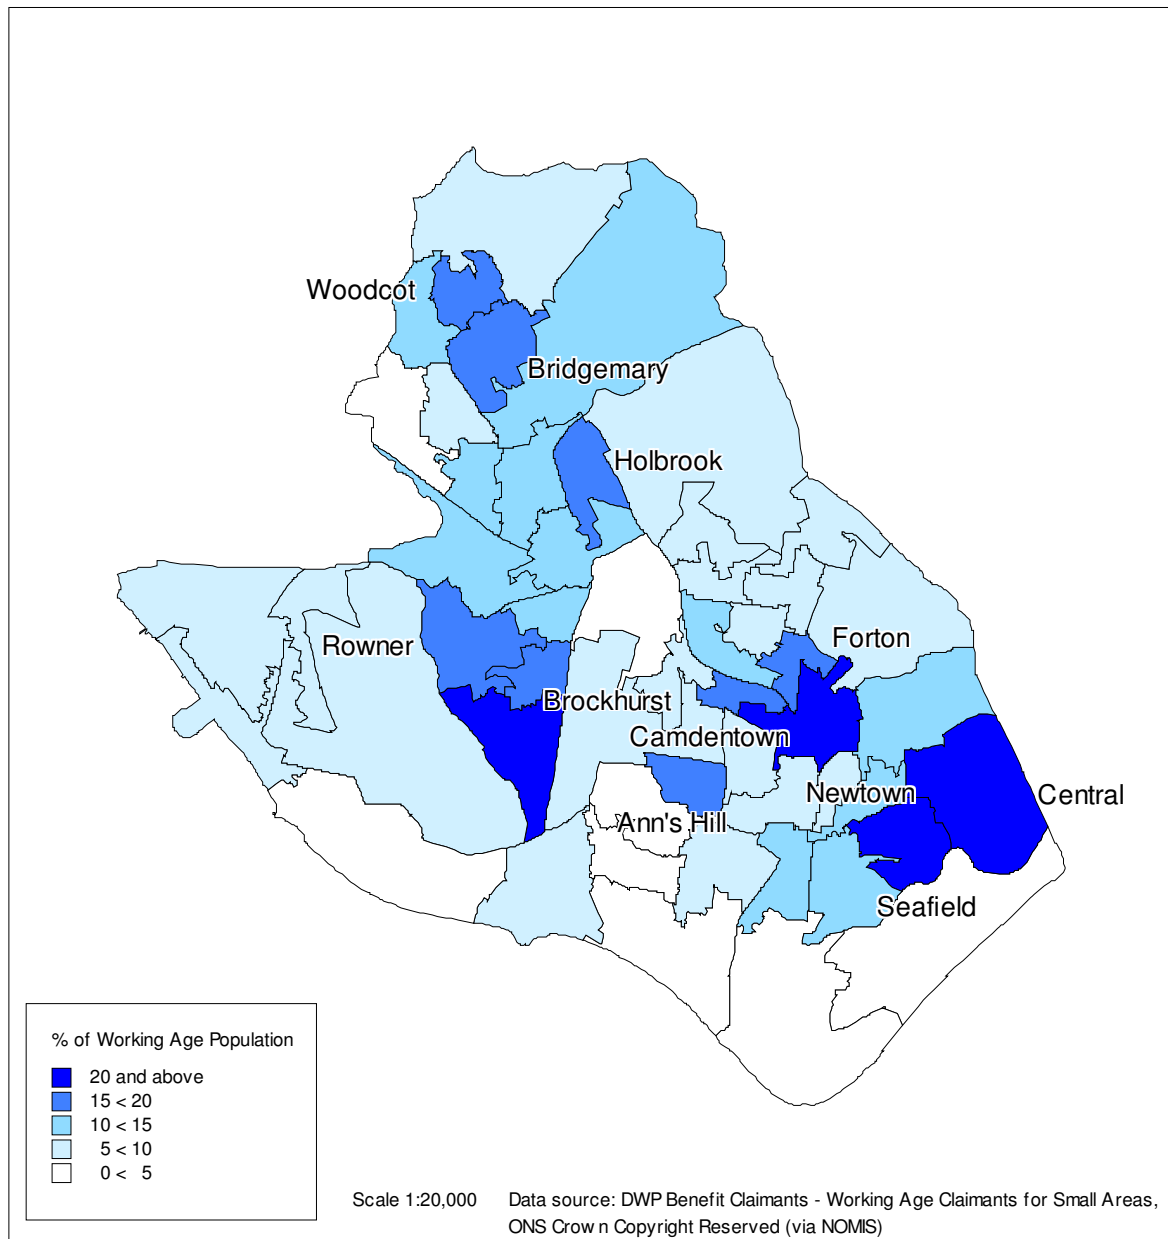 Woodcot
Bridgemary
Holbrook
Rowner
Forton
Brockhurst
Camdentown
Newtown
Central
Ann's Hill
Seafield
% of Working Age Population
20 and above
15 < 20
10 < 15
5 < 10
0 < 5
Scale 1:20,000
Data source: DWP Benefit Claimants - Working Age Claimants for Small Areas,
ONS Crown Copyright Reserved (via NOMIS)